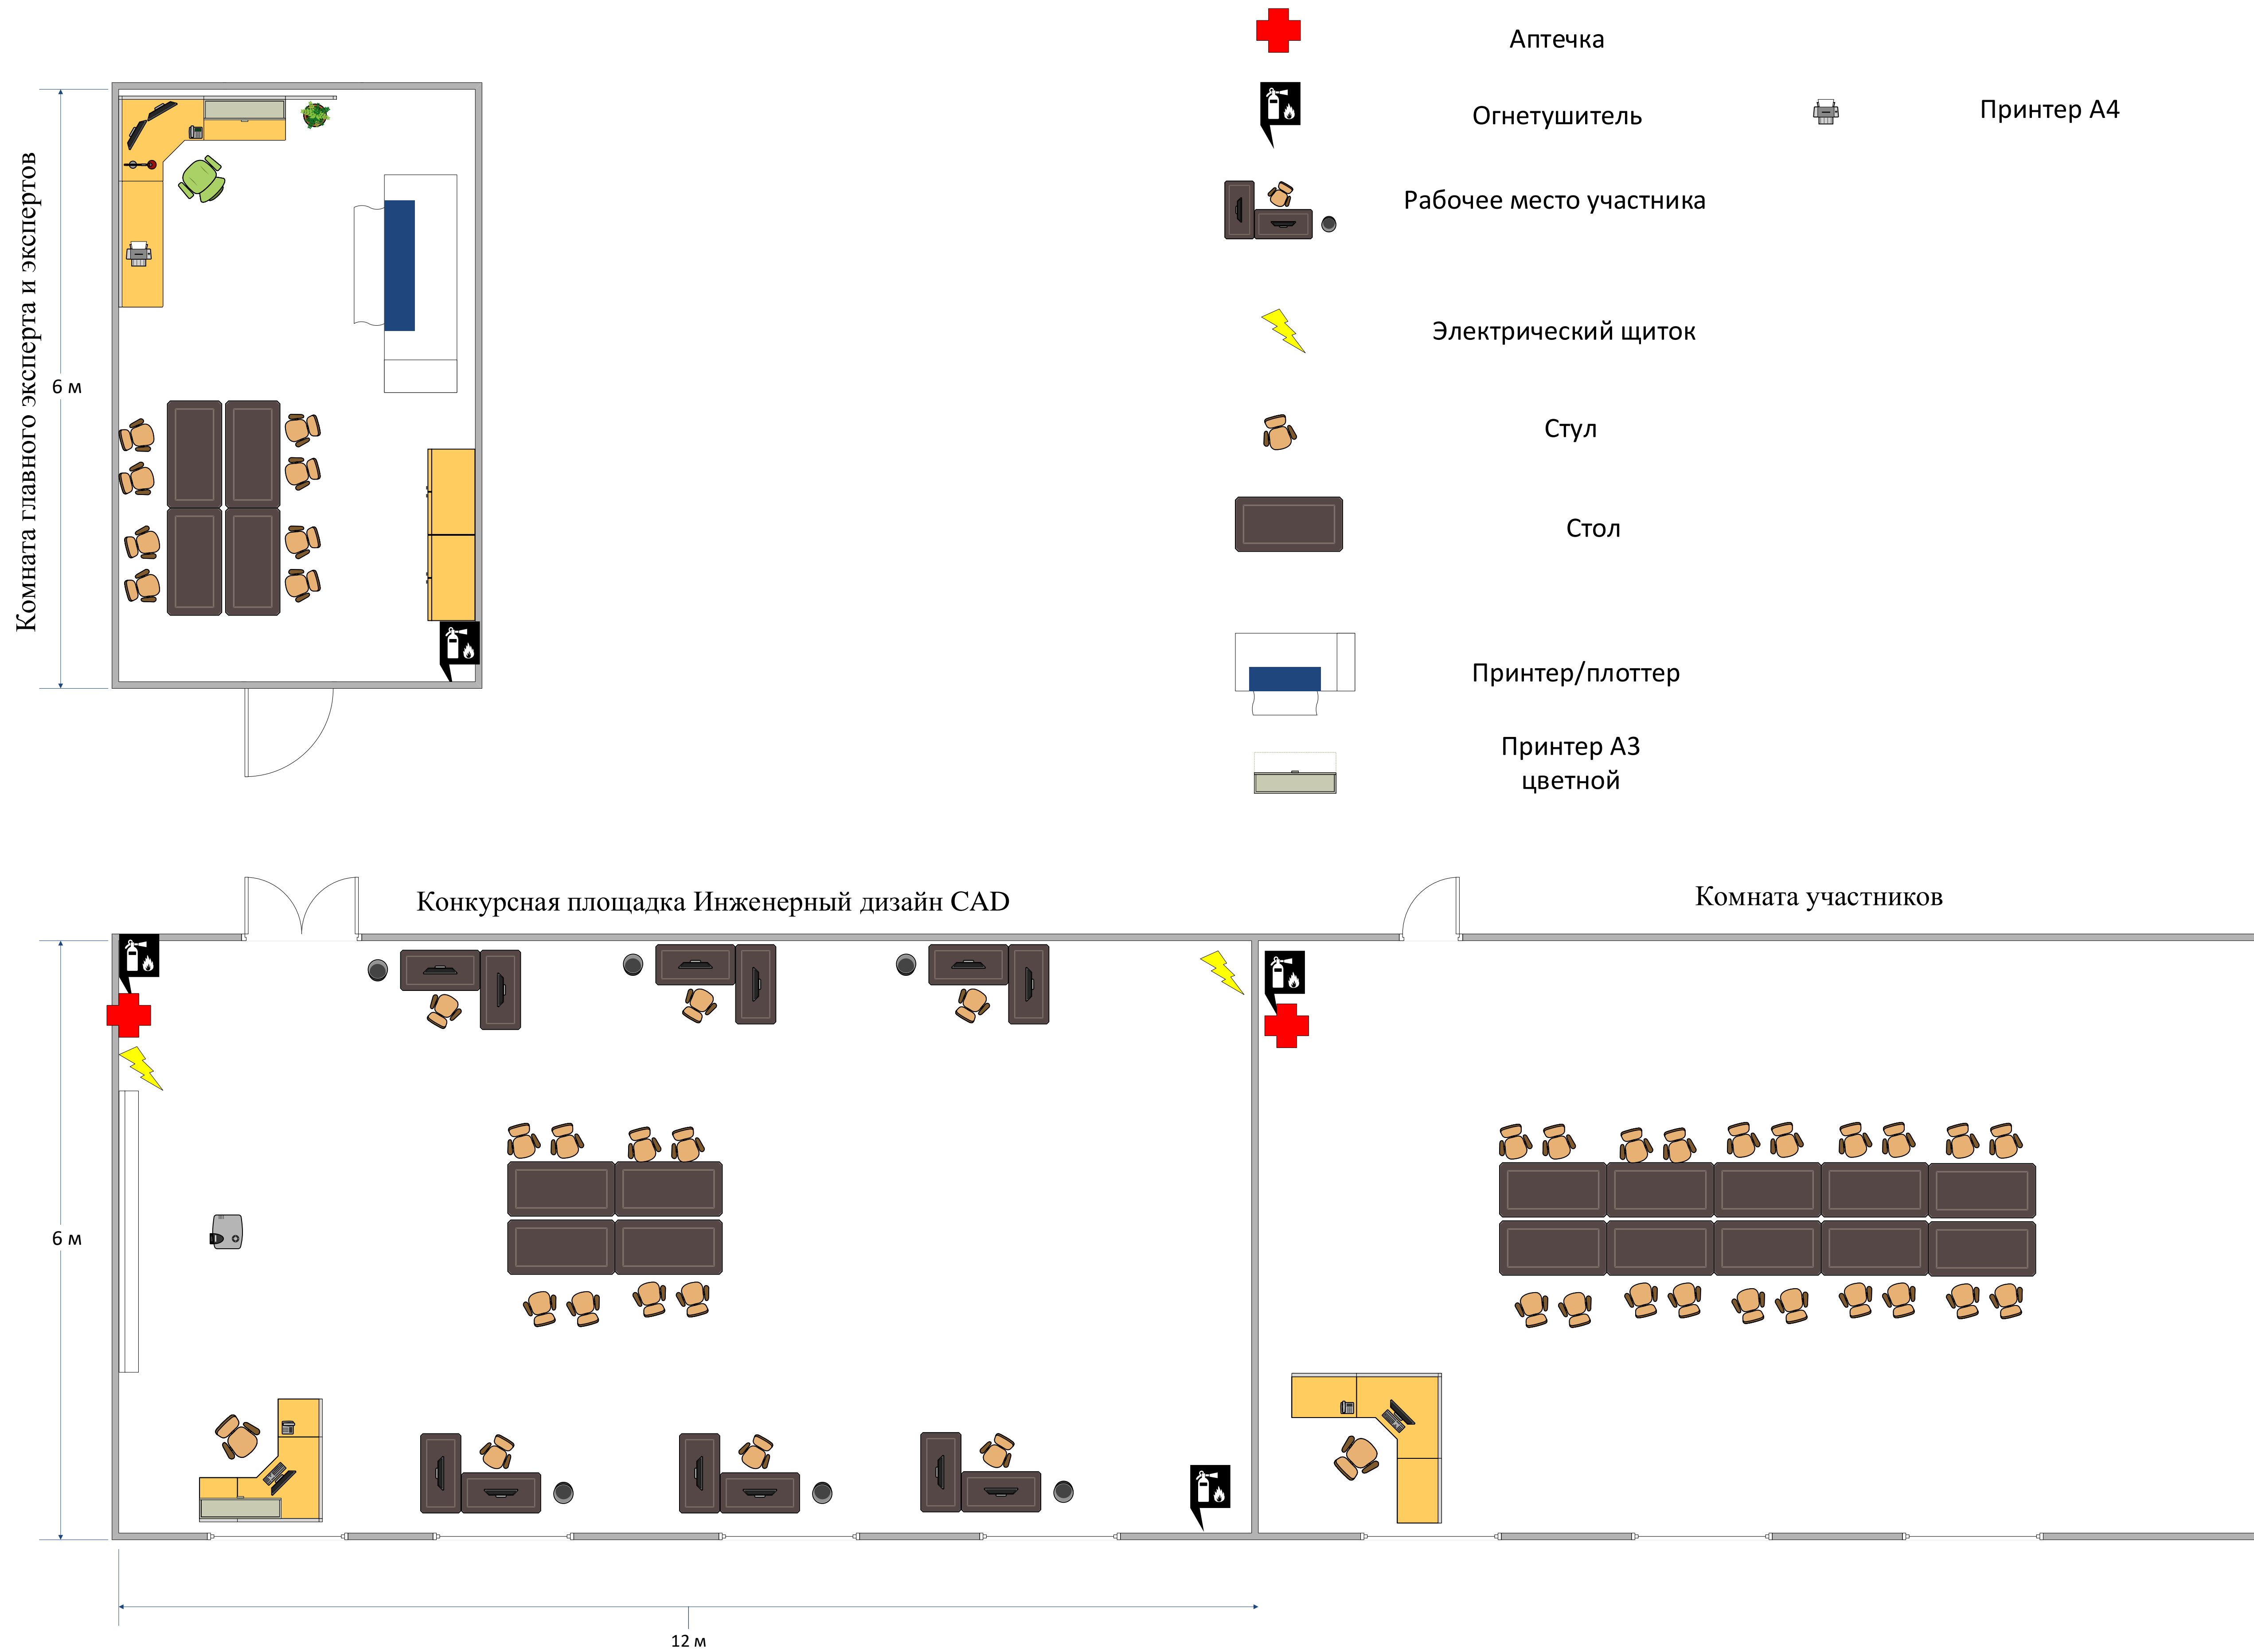 Аптечка
Огнетушитель
Принтер А4
Рабочее место участника
Электрический щиток
Стул
Стол
Принтер/плоттер
Принтер А3
цветной
Комната главного эксперта и экспертов
6 м
Конкурсная площадка Инженерный дизайн CAD
Комната участников
6 м
12 м